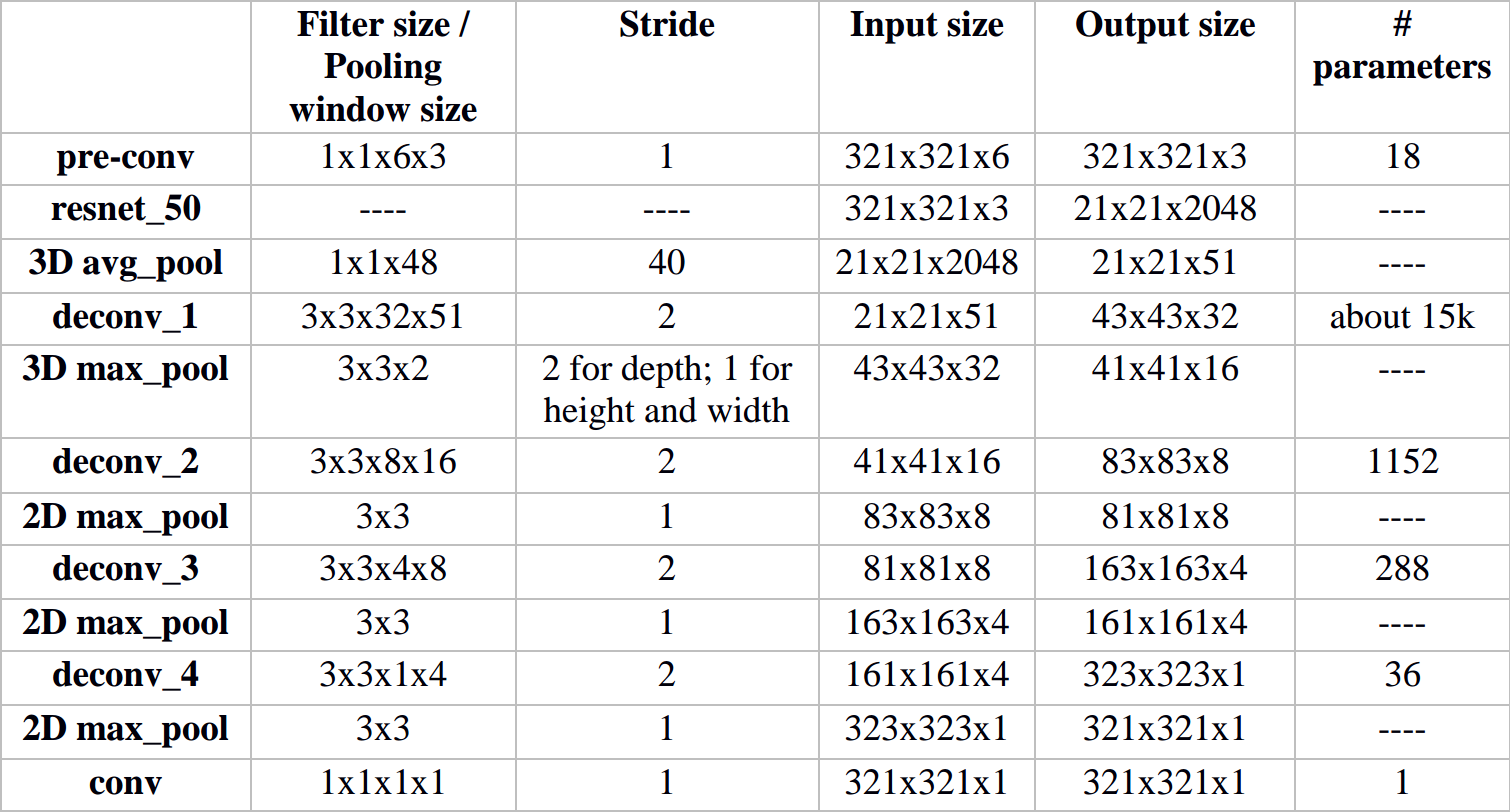 Filter size / Pooling window size Stride Input size Output size # parameters
pre-conv 1x1x6x3 1 321x321x6 321x321x3 18
resnet_50 ---- ---- 321x321x3 21x21x2048 ----
3D avg_pool 1x1x48 40 21x21x2048 21x21x51 ----
deconv_1 3x3x32x51 2 21x21x51 43x43x32 about 15k
3D max_pool 3x3x2 2 for depth; 1 for height and width 43x43x32 41x41x16 ----
deconv_2 3x3x8x16 2 41x41x16 83x83x8 1152
2D max_pool 3x3 1 83x83x8 81x81x8 ----
deconv_3 3x3x4x8 2 81x81x8 163x163x4 288
2D max_pool 3x3 1 163x163x4 161x161x4 ----
deconv_4 3x3x1x4 2 161x161x4 323x323x1 36
2D max_pool 3x3 1 323x323x1 321x321x1 ----
conv 1x1x1x1 1 321x321x1 321x321x1 1